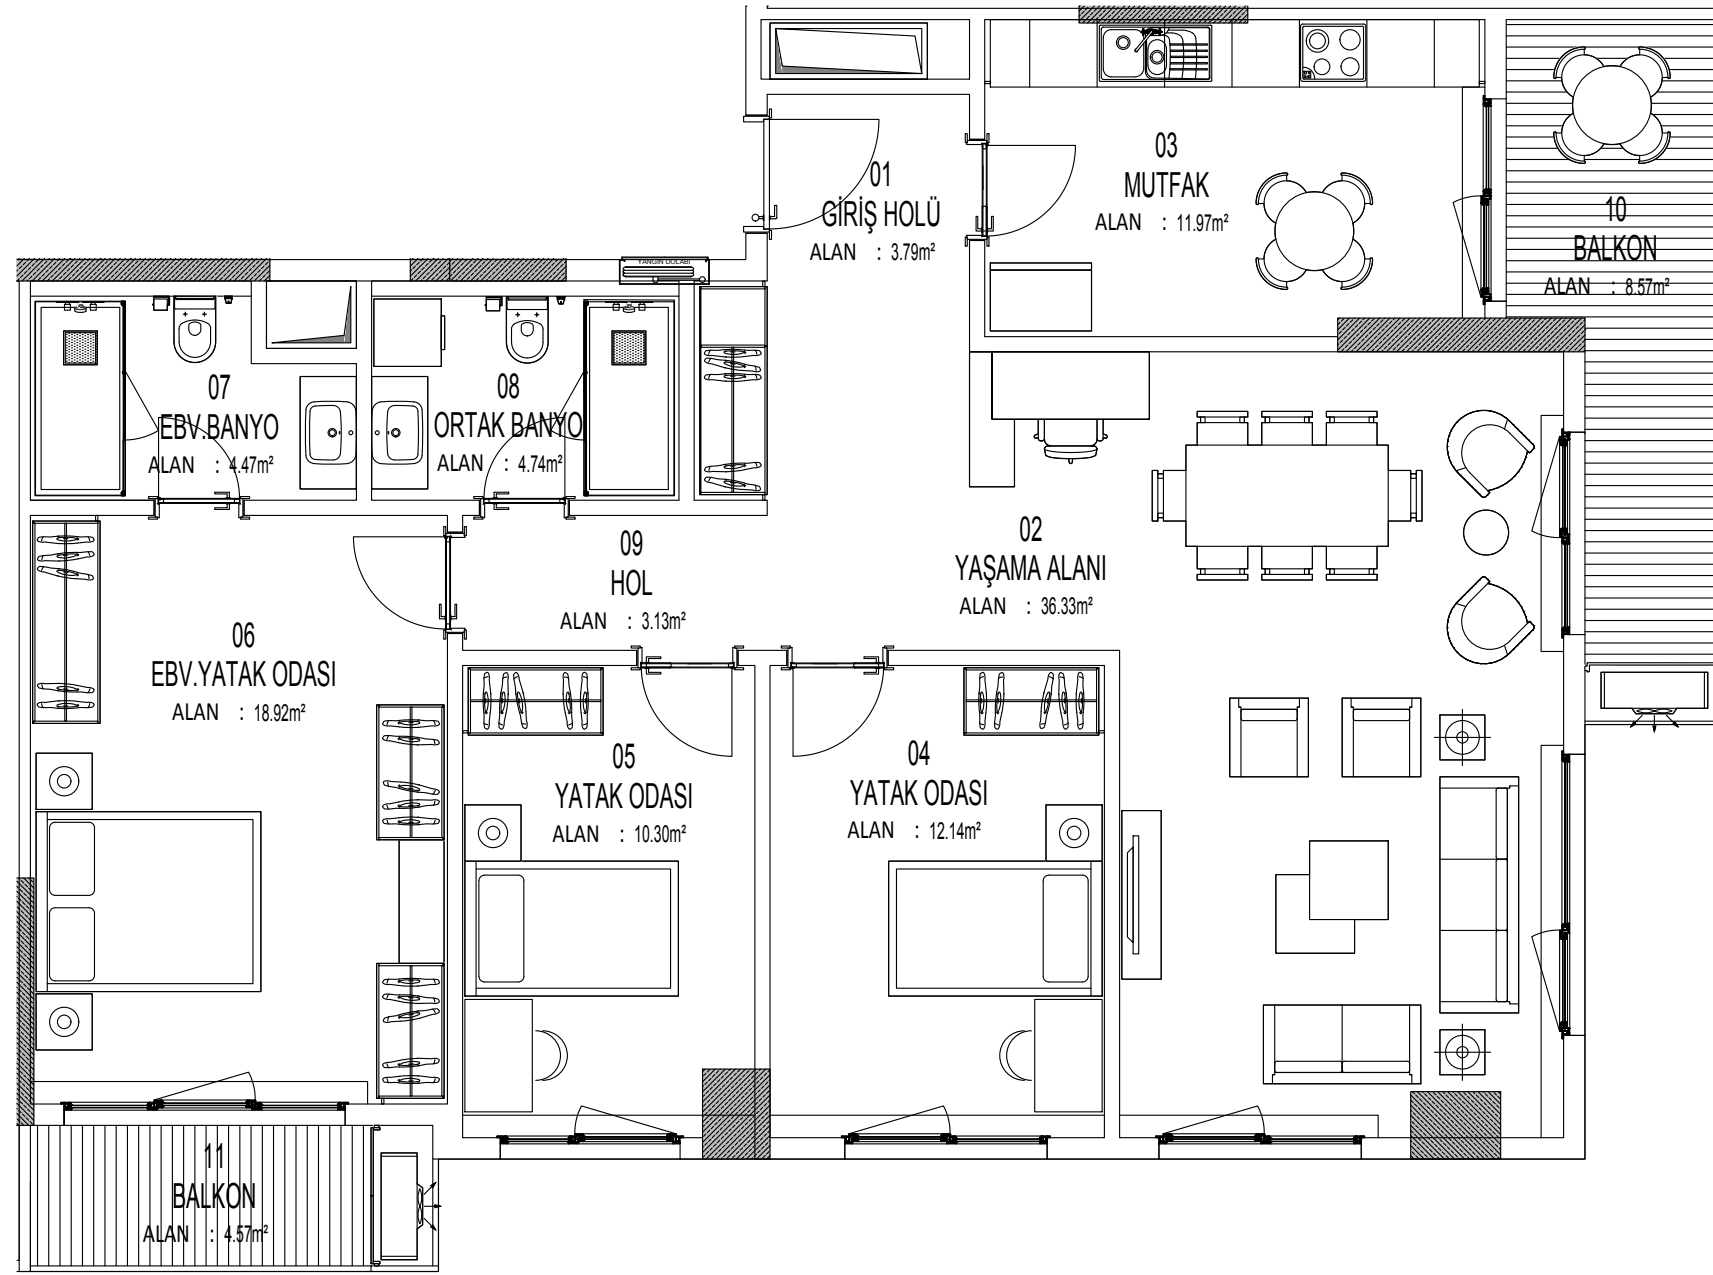 03
MUTFAK
ALAN : 11.97m²
01
GİRİŞ HOLÜ
ALAN : 3.79m²
10
BALKON
ALAN : 8.57m²
YANGIN DOLABI
07
EBV.BANYO
ALAN : 4.47m²
08
ORTAK BANYO
ALAN : 4.74m²
02
YAŞAMA ALANI
ALAN : 36.33m²
09
HOL
ALAN : 3.13m²
06
EBV.YATAK ODASI
ALAN : 18.92m²
05
YATAK ODASI
ALAN : 10.30m²
04
YATAK ODASI
ALAN : 12.14m²
11
BALKON
ALAN : 4.57m²